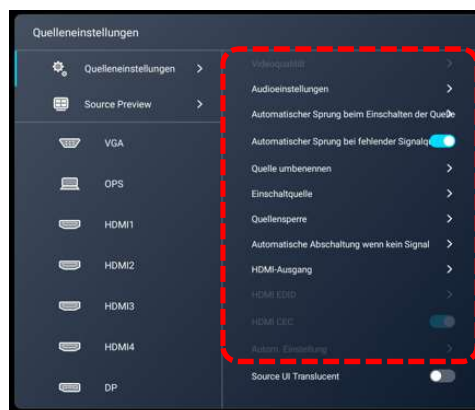 Quelleneinstellungen
Quelleneinstellungen
Source Preview
VGA
OPS
HDMI1
HDMI2
HDMI3
HDMI4
DP
Videoqualität
Audioeinstellungen
Automatischer Sprung beim Einschalten der Quelle
Automatischer Sprung bei fehlender Signalq
Quelle umbenennen
Einschaltquelle
Quellensperre
Automatische Abschaltung wenn kein Signal
HDMI-Ausgang
HDMI EDID
HDMI CEC
Autom. Einstellung
Source UI Translucent